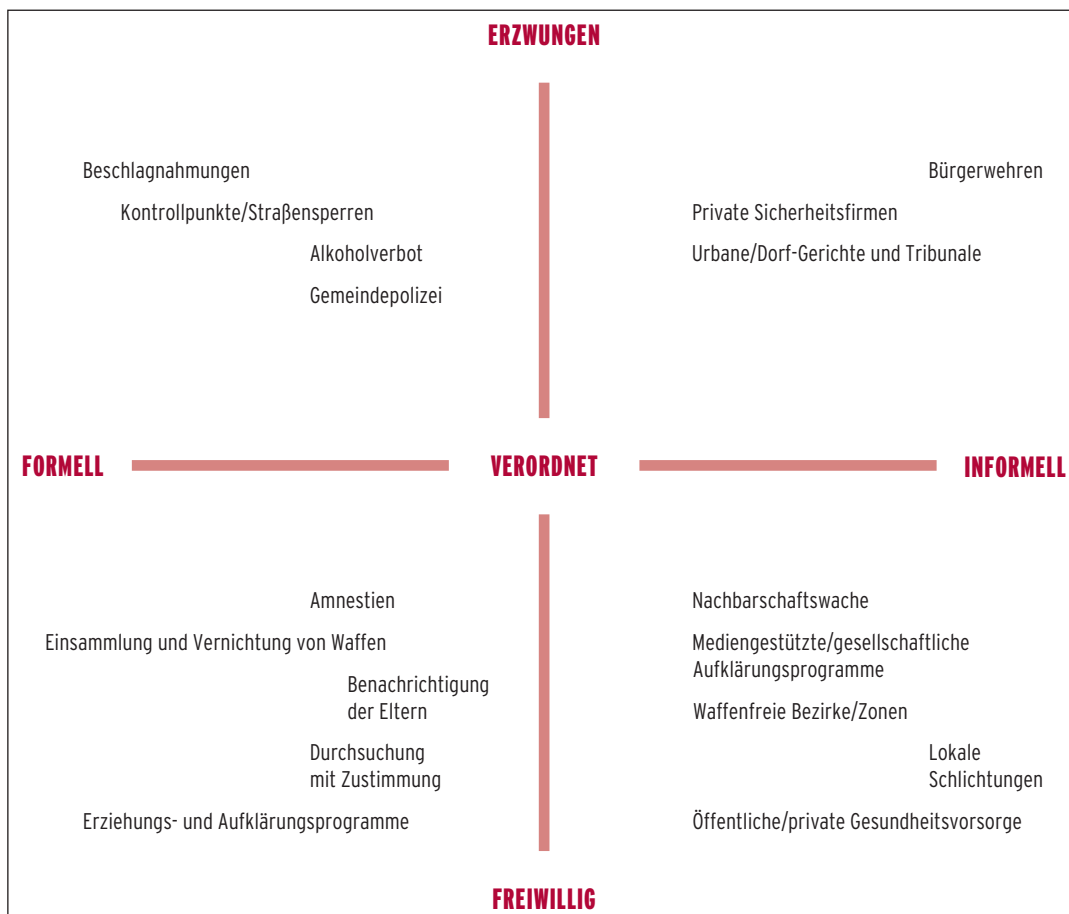 ERZWUNGEN
Beschlagnahmungen
Kontrollpunkte/Straßensperren
Alkoholverbot
Gemeindepolizei
Bürgerwehren
Private Sicherheitsfirmen
Urbane/Dorf-Gerichte und Tribunale
FORMELL
VERORDNET
INFORMELL
Amnestien
Einsammlung und Vernichtung von Waffen
Benachrichtigung
der Eltern
Durchsuchung
mit Zustimmung
Erziehungs- und Aufklärungsprogramme
Nachbarschaftswache
Mediengestützte/gesellschaftliche
Aufklärungsprogramme
Waffenfreie Bezirke/Zonen
Lokale
Schlichtungen
Öffentliche/private Gesundheitsvorsorge
FREIWILLIG